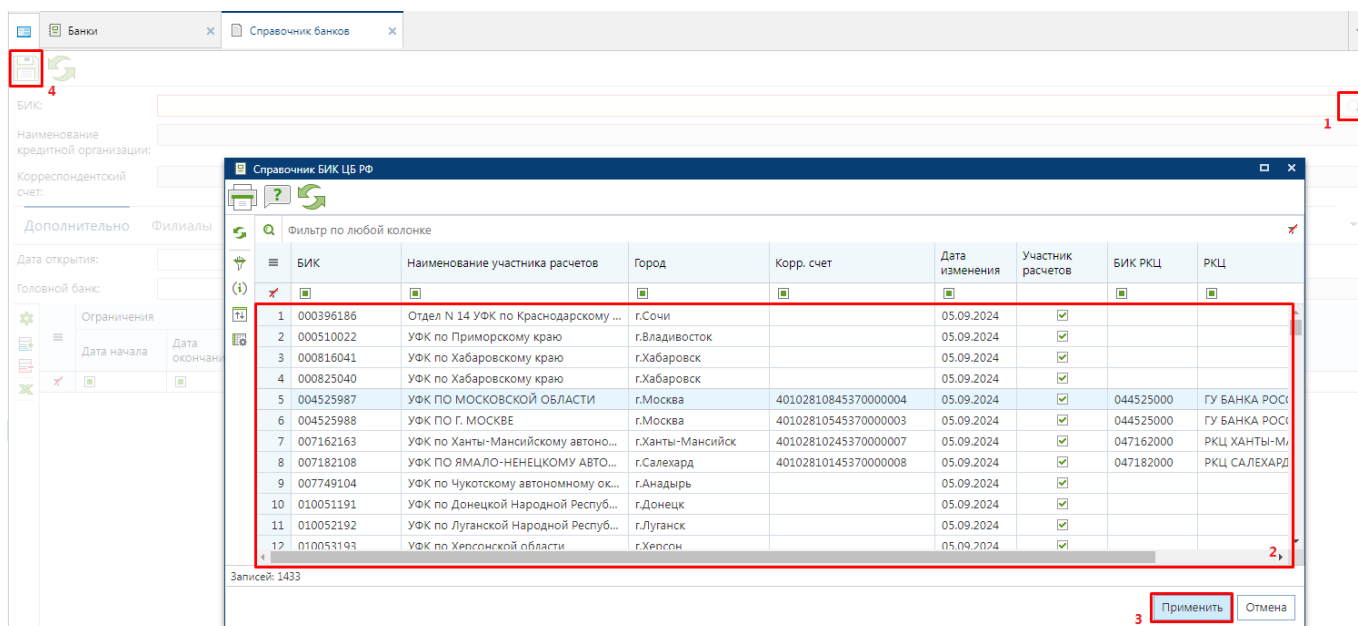 Банки
Справочник банков
4
БИК:
1
Наименование
кредитной организации:
Корреспондентский
счет:
Дополнительно Филиалы
Дата открытия:
Головной банк:
Ограничения
Дата начала
Дата
Справочник БИК ЦБ РФ
Фильтр по любой колонке
БИК Наименование участника расчетов Город Корр. счет Дата изменения Участник расчетов БИК РКЦ РКЦ
1 000396186 Отдел N 14 УФК по Краснодарскому ... г.Сочи 05.09.2024
2 000510022 УФК по Приморскому краю г.Владивосток 05.09.2024
3 000816041 УФК по Хабаровскому краю г.Хабаровск 05.09.2024
4 000825040 УФК по Хабаровскому краю г.Хабаровск 05.09.2024
5 004525987 УФК ПО МОСКОВСКОЙ ОБЛАСТИ г.Москва 40102810845370000004 05.09.2024 044525000 ГУ БАНКА
6 004525988 УФК ПО Г. МОСКВЕ г.Москва 40102810545370000003 05.09.2024 044525000 ГУ БАНКА
7 007162163 УФК по Ханты-Мансийскому автоно... г.Ханты-Мансийск 40102810245370000007 05.09.2024 047162000 РКЦ
8 007182108 УФК ПО ЯМАЛО-НЕНЕЦКОМУ АВТО... г.Салехард 40102810145370000008 05.09.2024 047182000 РКЦ САЛЕХАРД
9 007749104 УФК по Чукотскому автономному ок... г.Анадырь 05.09.2024
10 010051191 УФК по Донецкой Народной Респуб... г.Донецк 05.09.2024
11 010052192 УФК по Луганской Народной Респуб... г.Луганск 05.09.2024
12 010053193 УФК по Херсонской области г.Херсон 05.09.2024
2
Записей: 1433
3
Применить Отмена